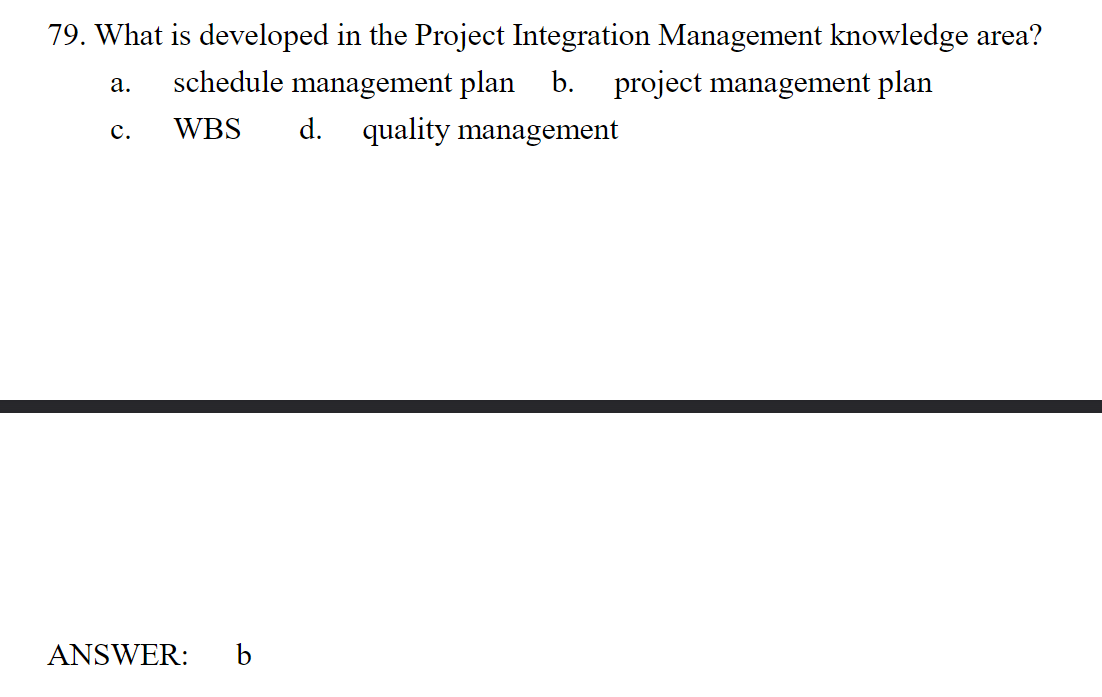 79. What is developed in the Project Integration Management knowledge area?
a. schedule management plan b. project management plan
c. WBS d. quality management
ANSWER: b